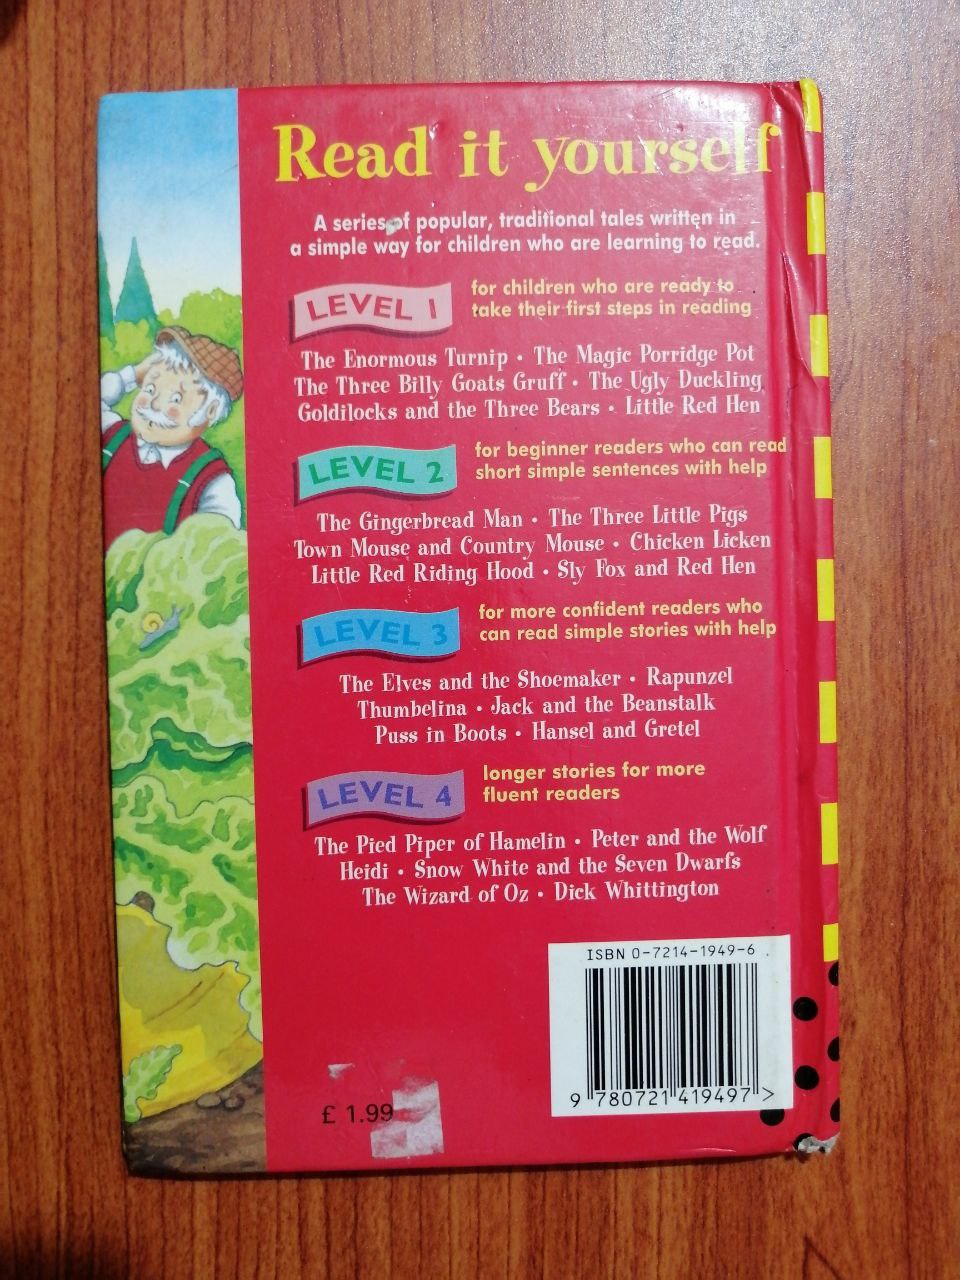 Read it yourself
A series of popular, traditional tales written in
a simple way for children who are learning to read.
LEVEL 1
for children who are ready to
take their first steps in reading
The Enormous Turnip • The Magic Porridge Pot
The Three Billy Goats Gruff • The Ugly Duckling
Goldilocks and the Three Bears • Little Red Hen
LEVEL 2
for beginner readers who can read
short simple sentences with help
The Gingerbread Man • The Three Little Pigs
Town Mouse and Country Mouse • Chicken Licken
Little Red Riding Hood • Sly Fox and Red Hen
LEVEL 3
for more confident readers who
can read simple stories with help
The Elves and the Shoemaker • Rapunzel
Thumbelina • Jack and the Beanstalk
Puss in Boots • Hansel and Gretel
LEVEL 4
longer stories for more
fluent readers
The Pied Piper of Hamelin • Peter and the Wolf
Heidi • Snow White and the Seven Dwarfs
The Wizard of Oz • Dick Whittington
ISBN 0-7214-1949-6
9 780721 419497 >
£ 1.99